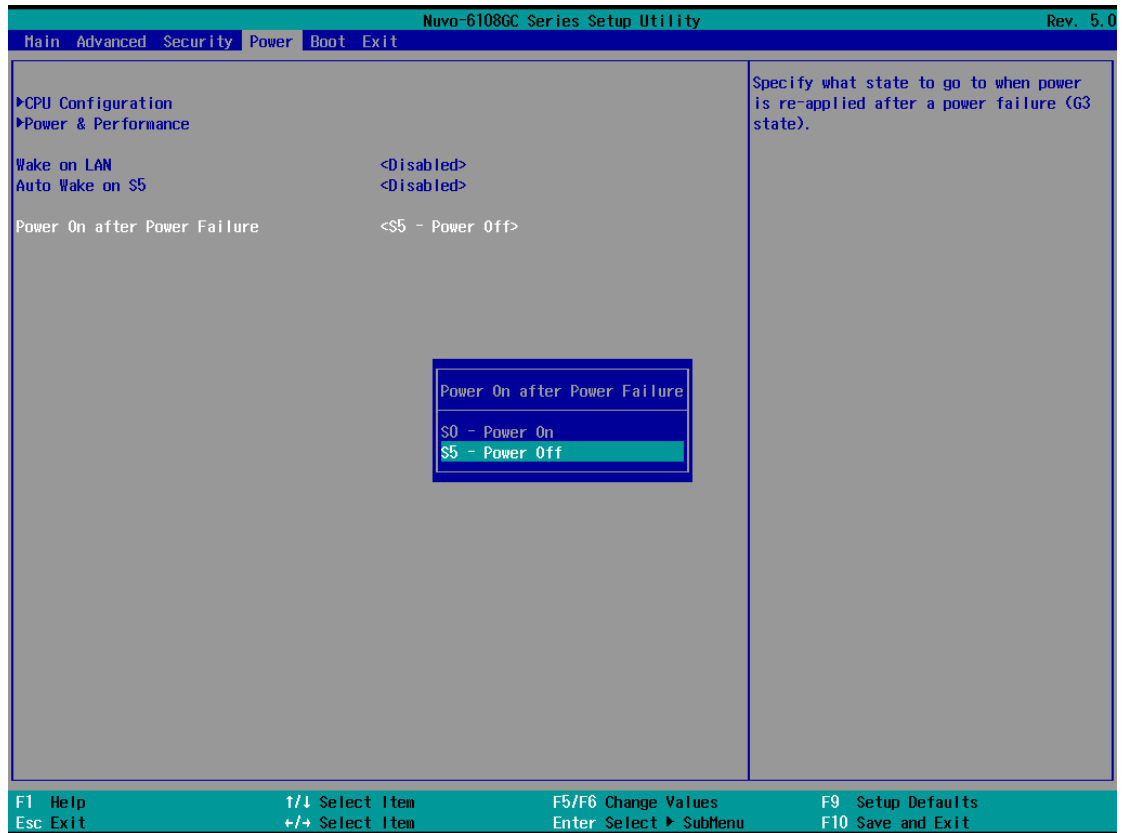 Nuvo-6108GC Series Setup Utility Rev. 5.0
Main Advanced Security Power Boot Exit
▶CPU Configuration
▶Power & Performance
Wake on LAN <Disabled>
Auto Wake on S5 <Disabled>
Power On after Power Failure <S5 - Power Off>
Specify what state to go to when power
is re-applied after a power failure (G3
state).
Power On after Power Failure
S0 - Power On
S5 - Power Off
F1 Help ↑/↓ Select Item F5/F6 Change Values F9 Setup Defaults
Esc Exit ←/→ Select Item Enter Select ▶ SubMenu F10 Save and Exit